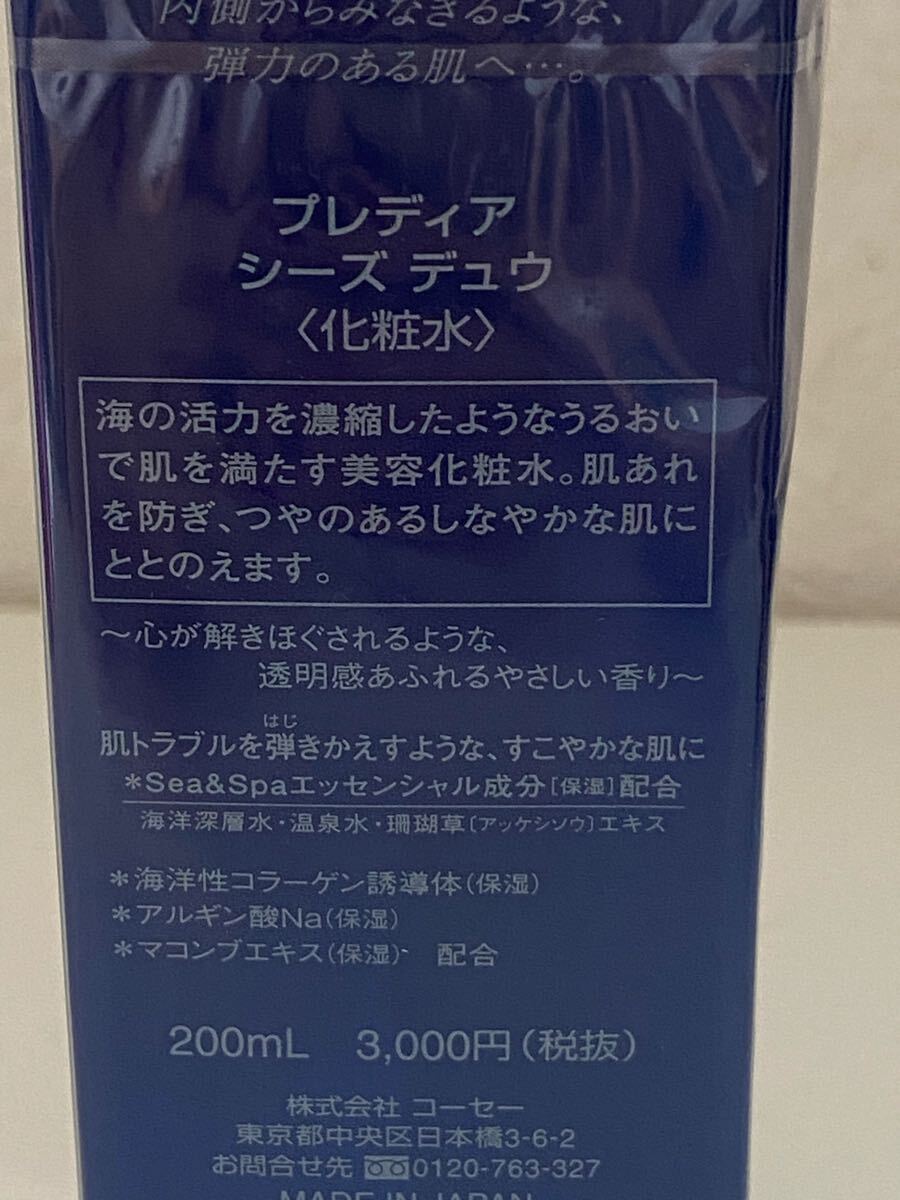 内側からみなぎるような、
弾力のある肌へ…。
プレディア
シーズ デュウ
〈化粧水〉
海の活力を濃縮したようなうるおい
で肌を満たす美容化粧水。肌あれ
を防ぎ、つやのあるしなやかな肌に
ととのえます。
～心が解きほぐされるような、
透明感あふれるやさしい香り～
はじ
肌トラブルを弾きかえすような、すこやかな肌に
*Sea&Spaエッセンシャル成分[保湿]配合
海洋深層水・温泉水・珊瑚草[アッケシソウ]エキス
*海洋性コラーゲン誘導体(保湿)
*アルギン酸Na(保湿)
*マコンブエキス(保湿) 配合
200mL 3,000円(税抜)
株式会社 コーセー
東京都中央区日本橋3-6-2
お問合せ先 0120-763-327
MADE IN JAPAN